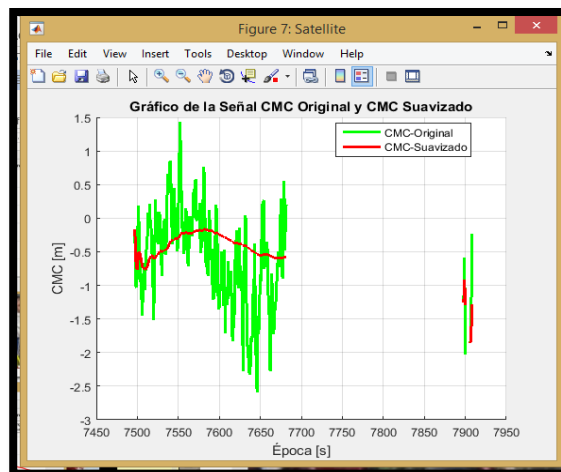 Figure 7: Satellite
File Edit View Insert Tools Desktop Window Help
Gráfico de la Señal CMC Original y CMC Suavizado
CMC-Original
CMC-Suavizado
1.5
1
0.5
0
-0.5
-1
-1.5
-2
-2.5
-3
CMC [m]
7450 7500 7550 7600 7650 7700 7750 7800 7850 7900 7950
Época [s]